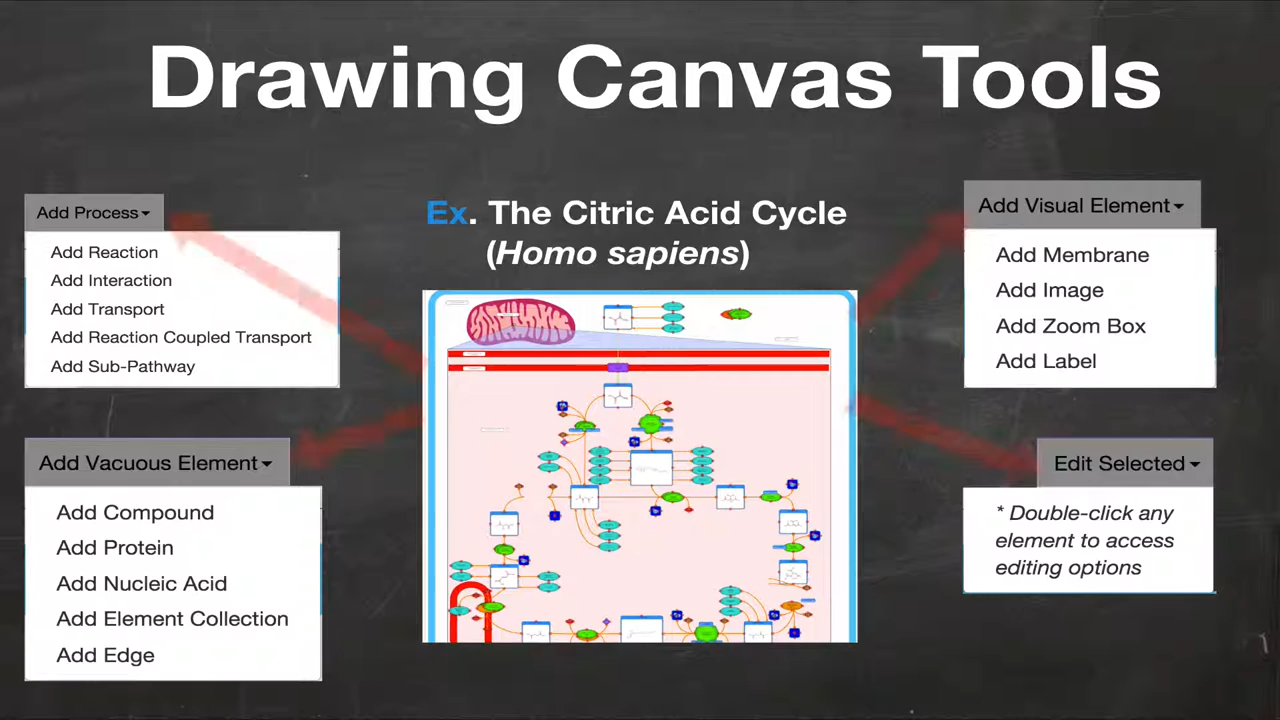 Drawing Canvas Tools
Add Process
Add Reaction
Add Interaction
Add Transport
Add Reaction Coupled Transport
Add Sub-Pathway
Add Vacuous Element
Add Compound
Add Protein
Add Nucleic Acid
Add Element Collection
Add Edge
Ex. The Citric Acid Cycle
(Homo sapiens)
Add Visual Element
Add Membrane
Add Image
Add Zoom Box
Add Label
Edit Selected
* Double-click any
element to access
editing options